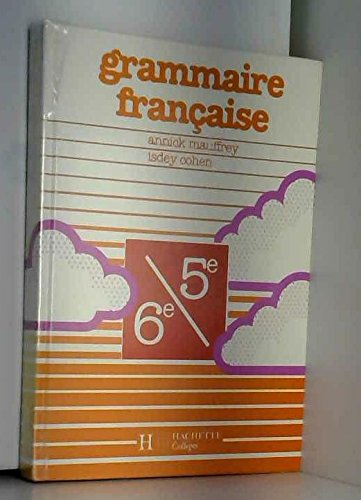 grammaire
française
annick mauffrey
isdey cohen
6e/5e
H HACHETTE
Collèges